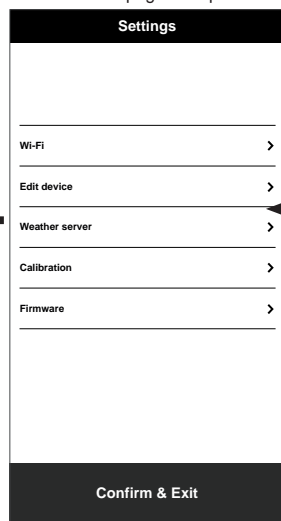 Settings
Wi-Fi
Edit device
Weather server
Calibration
Firmware
Confirm & Exit